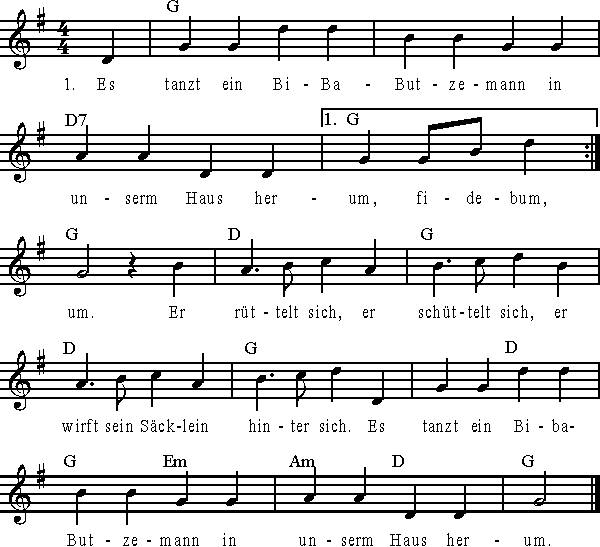 G
4
4
1. Es tanzt ein Bi - Ba - But - ze - mann in
D7 1. G
un - serm Haus her - um, fi - de - bum,
G D G
um. Er rüt - telt sich, er schüt - telt sich, er
D G D
wirft sein Säck - lein hin - ter sich. Es tanzt ein Bi - ba-
G Em Am D G
But - ze - mann in un - serm Haus her - um.